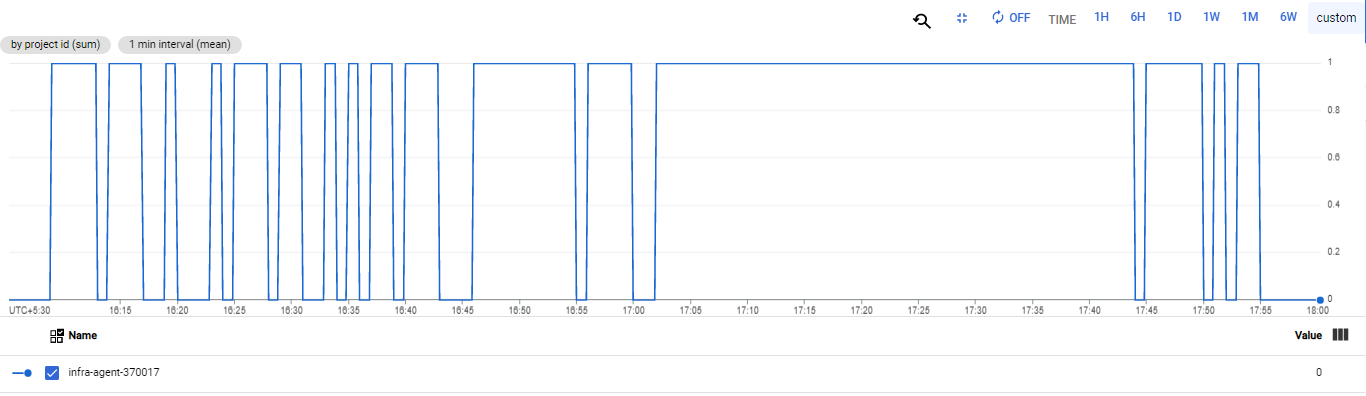 OFF TIME 1H 6H 1D 1W 1M 6W custom
by project id (sum) 1 min interval (mean)
1
0.8
0.6
0.4
0.2
0
UTC+5:30 16:15 16:20 16:25 16:30 16:35 16:40 16:45 16:50 16:55 17:00 17:05 17:10 17:15 17:20 17:25 17:30 17:35 17:40 17:45 17:50 17:55 18:00
Name Value
infra-agent-370017 0